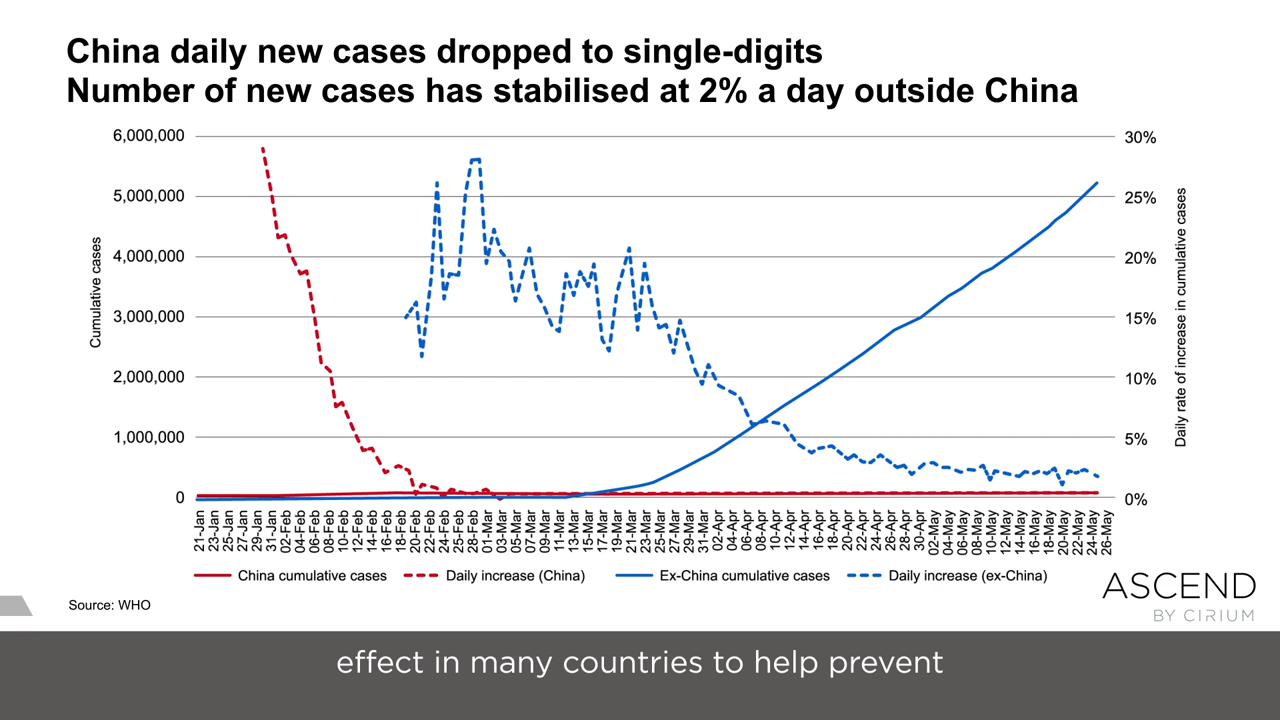 China daily new cases dropped to single-digits
Number of new cases has stabilised at 2% a day outside China
6,000,000
5,000,000
4,000,000
3,000,000
2,000,000
1,000,000
0
Cumulative cases
30%
25%
20%
15%
10%
5%
0%
Daily rate of increase in cumulative cases
21-Jan
23-Jan
25-Jan
27-Jan
29-Jan
31-Jan
02-Feb
04-Feb
06-Feb
08-Feb
10-Feb
12-Feb
14-Feb
16-Feb
18-Feb
20-Feb
22-Feb
24-Feb
26-Feb
28-Feb
01-Mar
03-Mar
05-Mar
07-Mar
09-Mar
11-Mar
13-Mar
15-Mar
17-Mar
19-Mar
21-Mar
23-Mar
25-Mar
27-Mar
29-Mar
31-Mar
02-Apr
04-Apr
06-Apr
08-Apr
10-Apr
12-Apr
14-Apr
16-Apr
18-Apr
20-Apr
22-Apr
24-Apr
26-Apr
28-Apr
30-Apr
02-May
04-May
06-May
08-May
10-May
12-May
14-May
16-May
18-May
20-May
22-May
24-May
26-May
China cumulative cases
Daily increase (China)
Ex-China cumulative cases
Daily increase (ex-China)
Source: WHO
ASCEND
BY CIRIUM
effect in many countries to help prevent